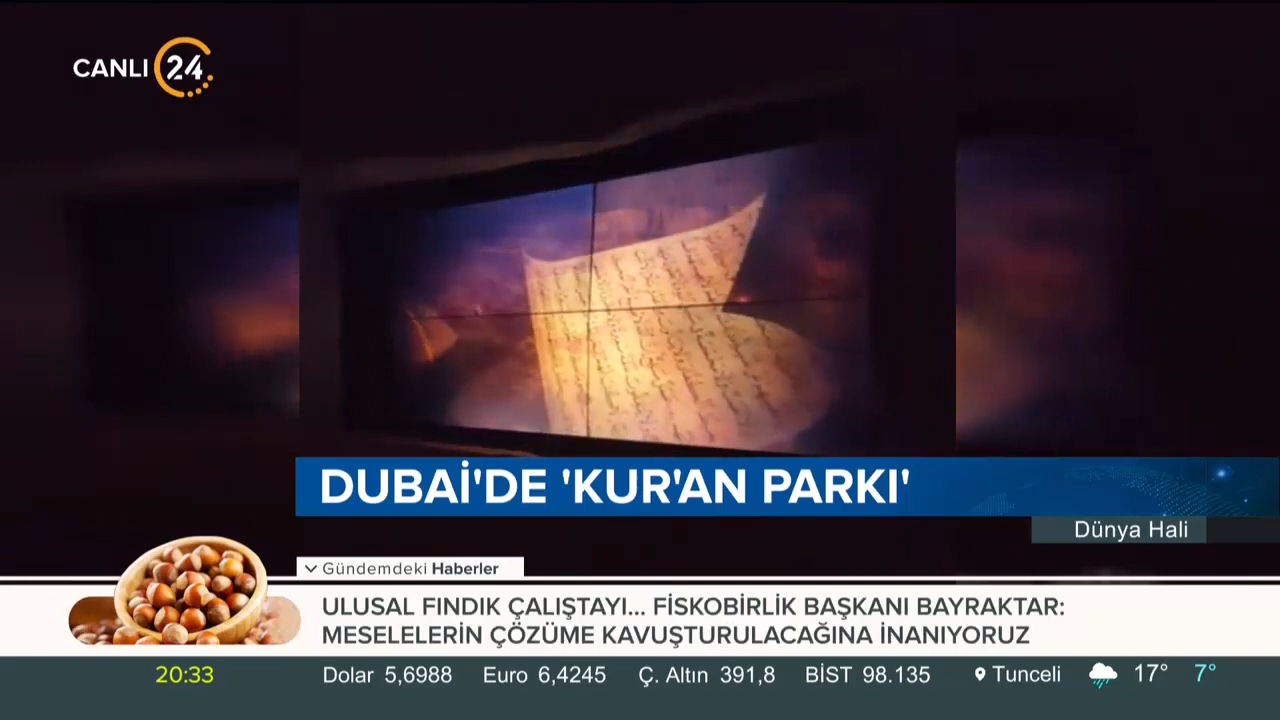 CANLI 24
DUBAİ'DE 'KUR'AN PARKI'
Dünya Hali
Gündemdeki Haberler
ULUSAL FINDIK ÇALIŞTAYI... FİSKOBİRLİK BAŞKANI BAYRAKTAR:
MESELELERİN ÇÖZÜME KAVUŞTURULACAĞINA İNANIYORUZ
20:33 Dolar 5,6988 Euro 6,4245 Ç. Altın 391,8 BİST 98.135 Tunceli 17° 7°